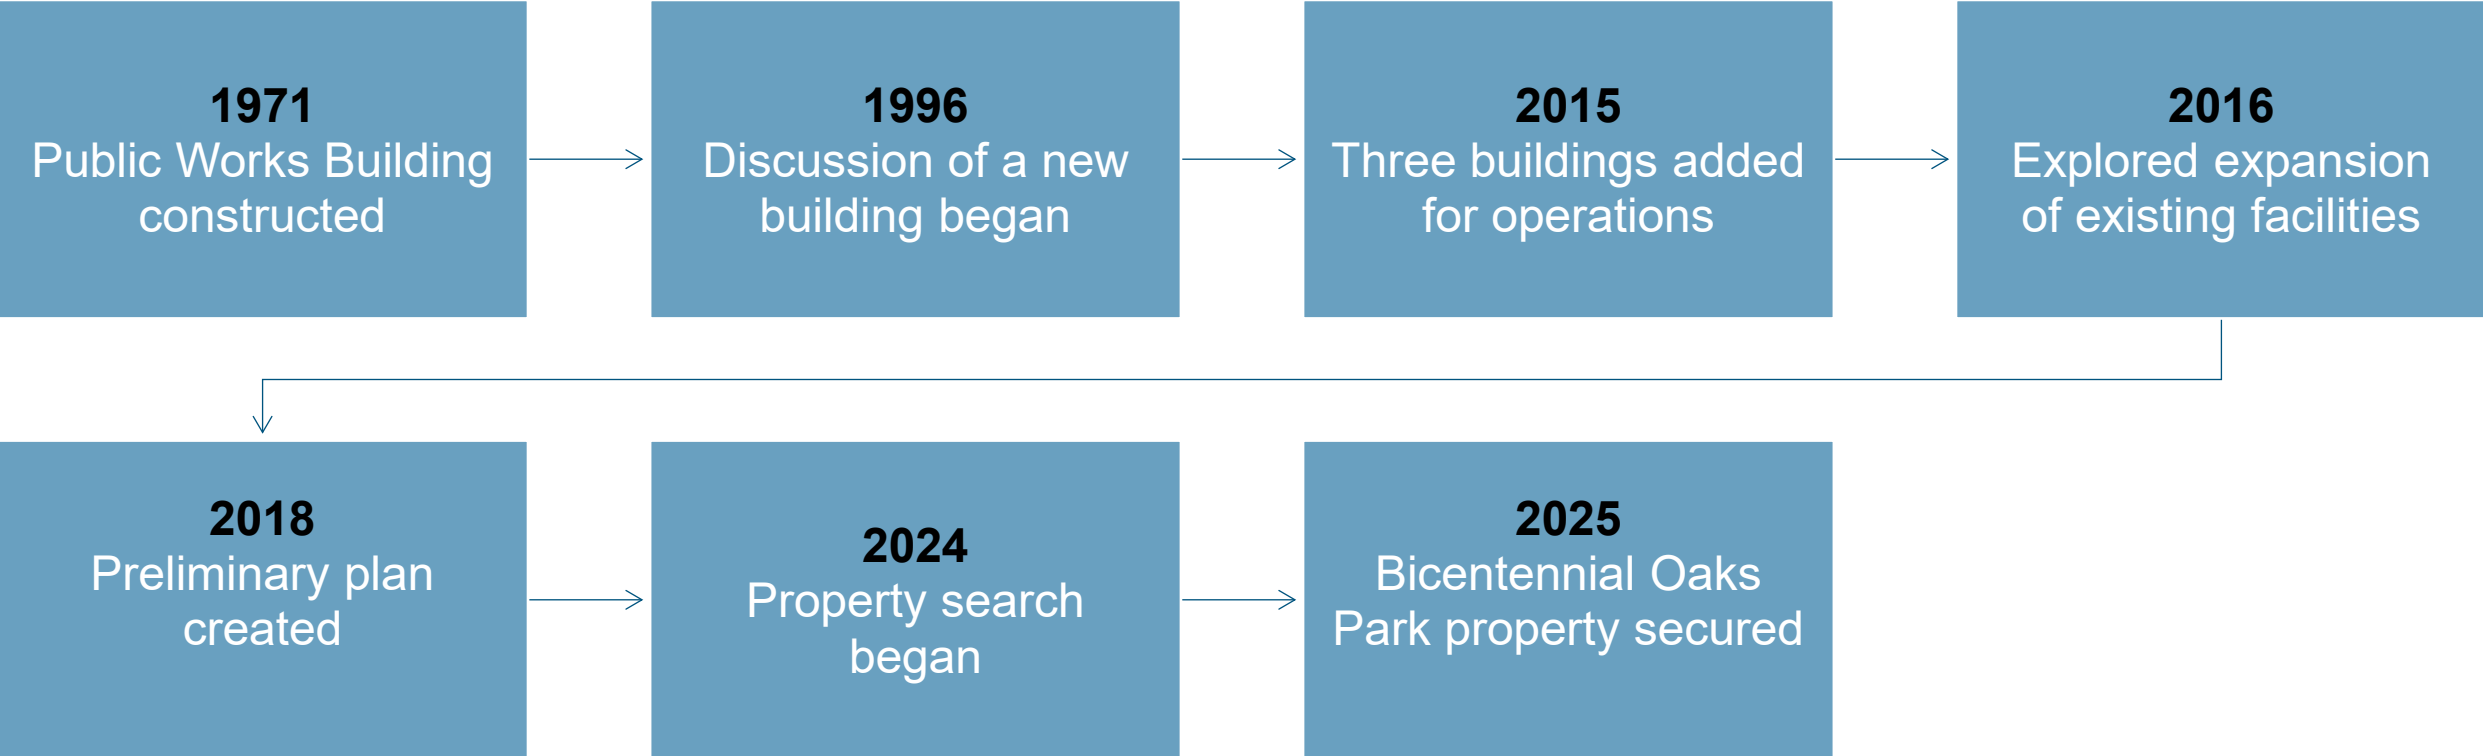 1971
Public Works Building
constructed
1996
Discussion of a new
building began
2015
Three buildings added
for operations
2016
Explored expansion
of existing facilities
2018
Preliminary plan
created
2024
Property search
began
2025
Bicentennial Oaks
Park property secured